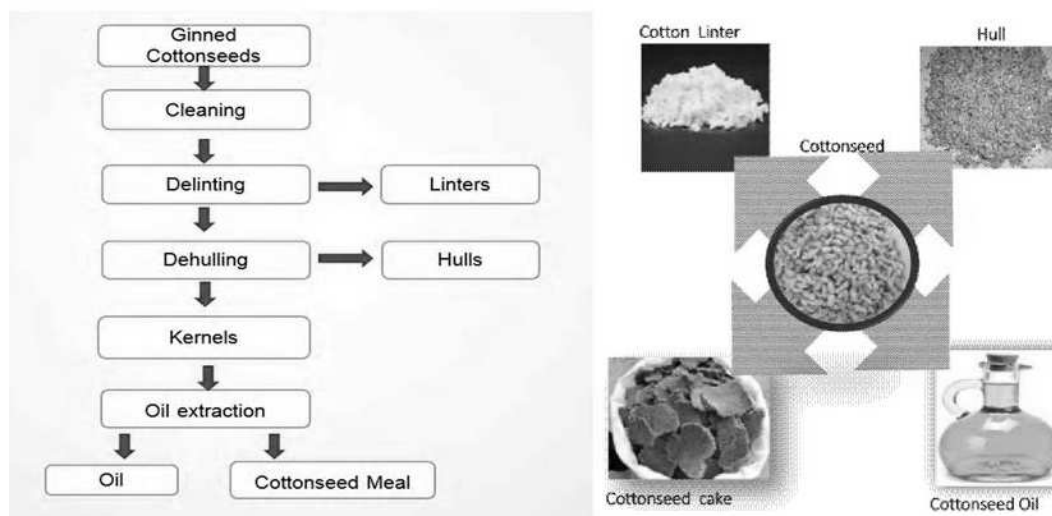 Ginned
Cottonseeds
Cleaning
Delinting
Linters
Dehulling
Hulls
Kernels
Oil extraction
Oil
Cottonseed Meal
Cotton Linter
Hull
Cottonseed
Cottonseed cake
Cottonseed Oil